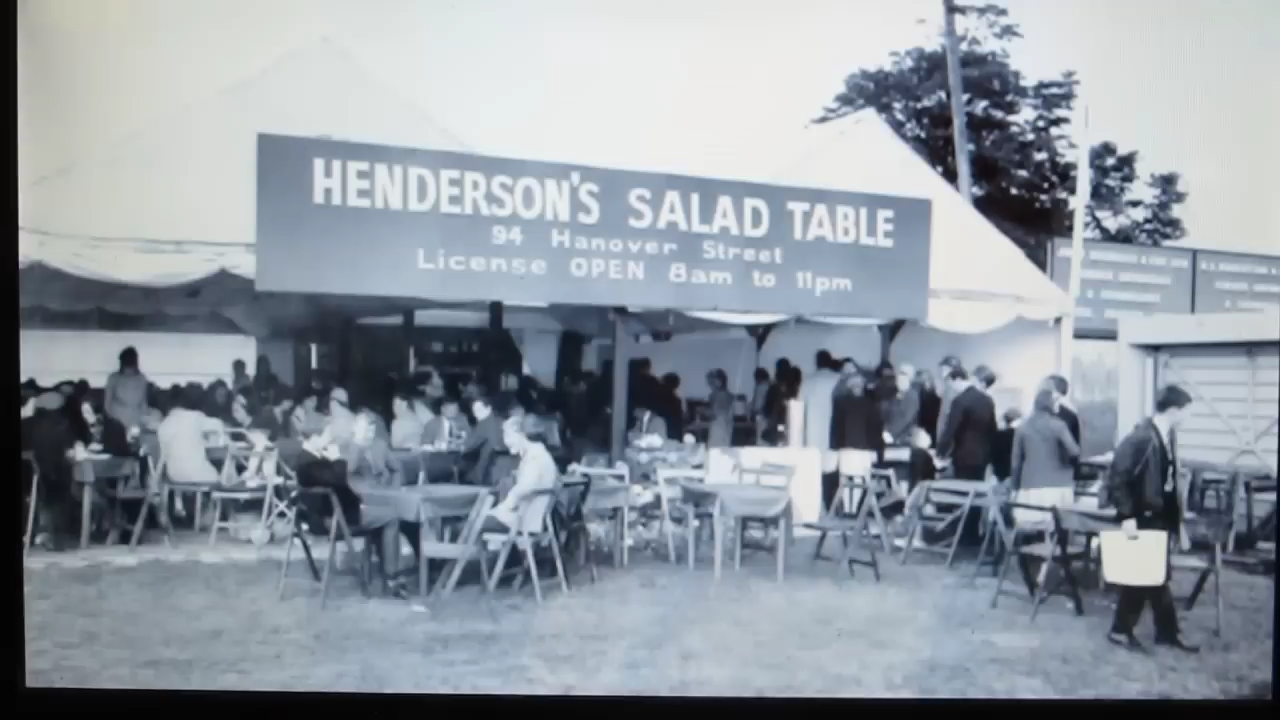 HENDERSON'S SALAD TABLE
94 Hanover Street
License OPEN 8am to 11pm